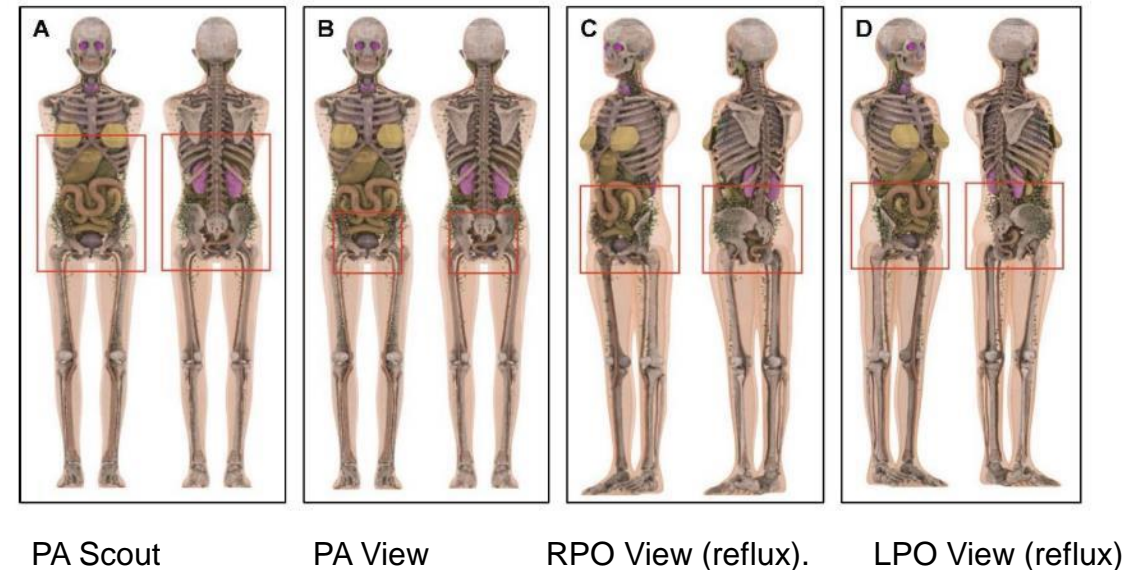 A
B
C
D
PA Scout
PA View
RPO View (reflux).
LPO View (reflux)